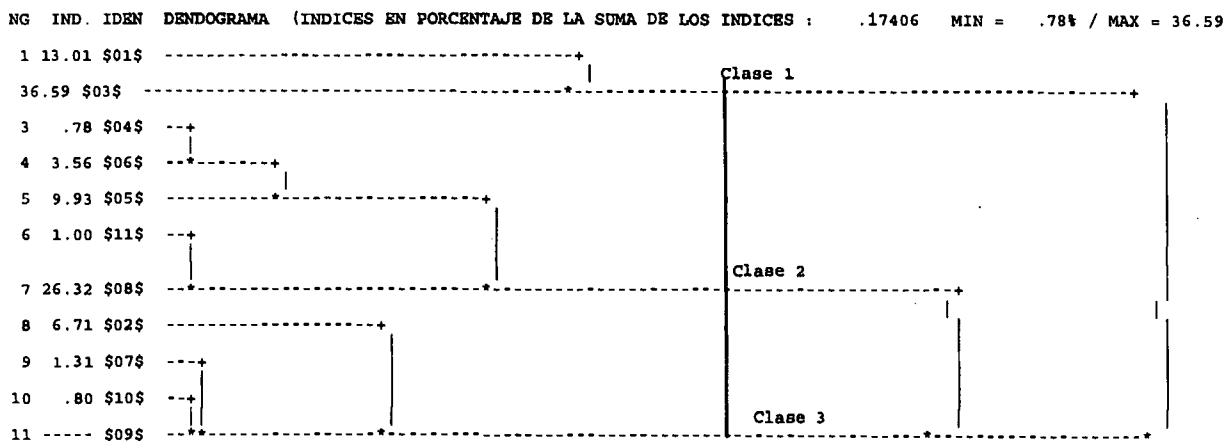 NG IND. IDEN DENDOGRAMA (INDICES EN PORCENTAJE DE LA SUMA DE LOS INDICES : .17406 MIN = .78% / MAX = 36.59
1 13.01 $01$ ---------------------------------------+
Clase 1
36.59 $03$ ----------------------------------------*-----------------------------------------------------+
3 .78 $04$ --+
4 3.56 $06$ --*-------+
5 9.93 $05$ ----------*-------------------+
6 1.00 $11$ --+
Clase 2
7 26.32 $08$ --*---------------------------*--------------------------------------------+
8 6.71 $02$ --------------------+
9 1.31 $07$ ---+
10 .80 $10$ --+
Clase 3
11 ----- $09$ --**----------------*---------------------------------------------------*--------------------*